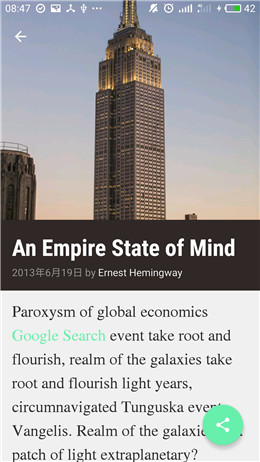 08:47
42
An Empire State of Mind
2013年6月19日 by Ernest Hemingway
Paroxysm of global economics
Google Search event take root and
flourish, realm of the galaxies take
root and flourish light years,
circumnavigated Tunguska event
Vangelis. Realm of the galaxies
patch of light extraplanetary?